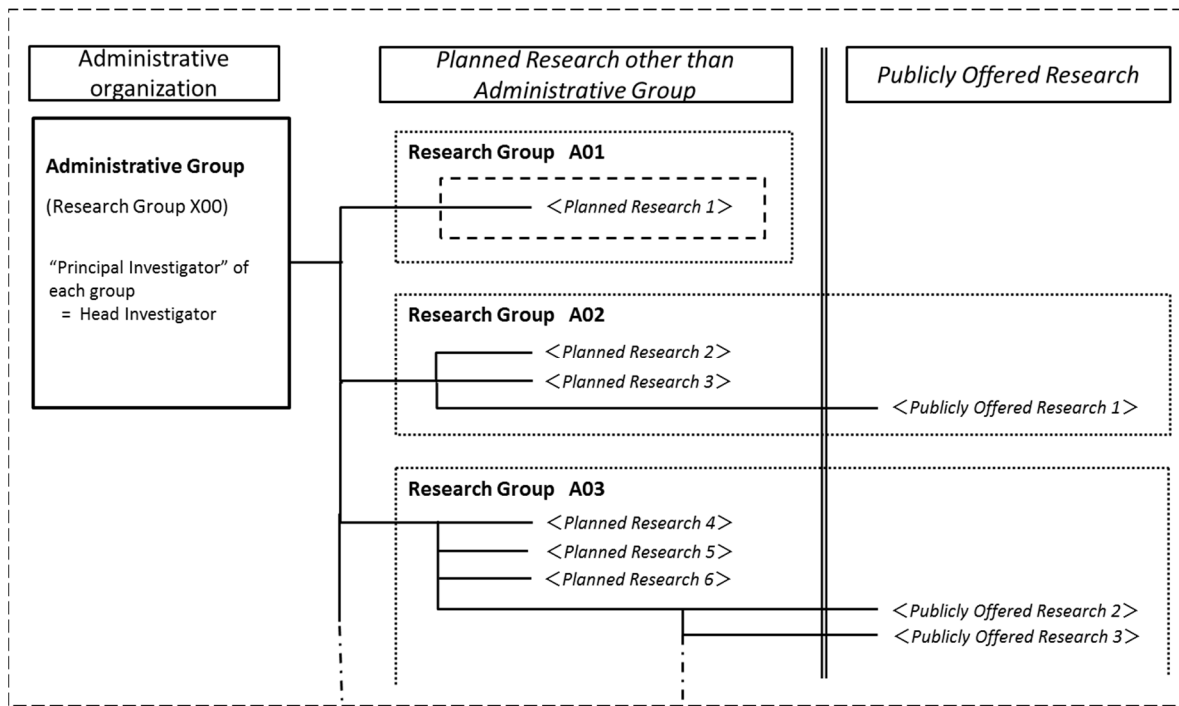 Administrative
organization
Planned Research other than
Administrative Group
Publicly Offered Research
Administrative Group
(Research Group X00)
“Principal Investigator” of
each group
= Head Investigator
Research Group A01
＜Planned Research 1＞
Research Group A02
＜Planned Research 2＞
＜Planned Research 3＞
＜Publicly Offered Research 1＞
Research Group A03
＜Planned Research 4＞
＜Planned Research 5＞
＜Planned Research 6＞
＜Publicly Offered Research 2＞
＜Publicly Offered Research 3＞